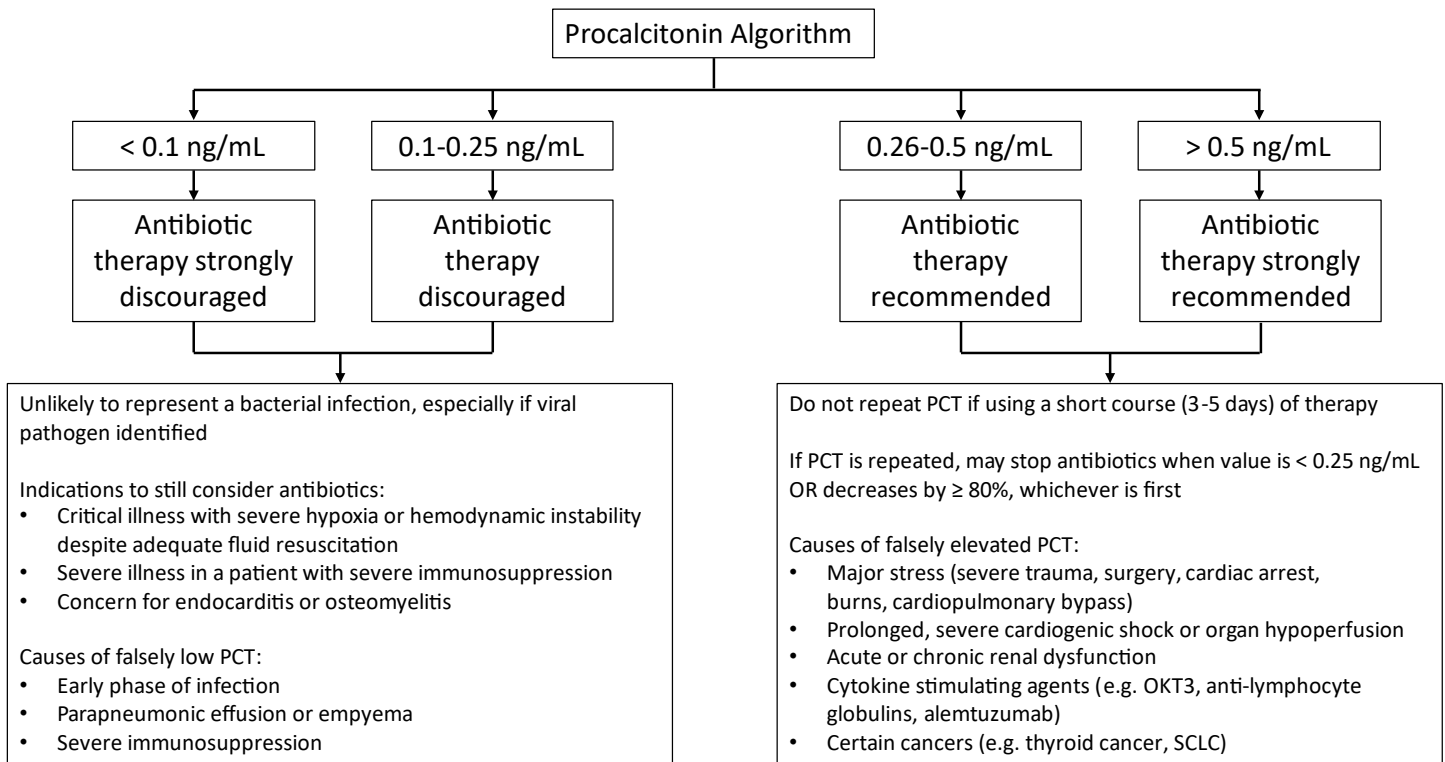 Procalcitonin Algorithm
< 0.1 ng/mL
0.1-0.25 ng/mL
0.26-0.5 ng/mL
> 0.5 ng/mL
Antibiotic
therapy strongly
discouraged
Antibiotic
therapy
discouraged
Antibiotic
therapy
recommended
Antibiotic
therapy strongly
recommended
Unlikely to represent a bacterial infection, especially if viral
pathogen identified
Indications to still consider antibiotics:
• Critical illness with severe hypoxia or hemodynamic instability
despite adequate fluid resuscitation
• Severe illness in a patient with severe immunosuppression
• Concern for endocarditis or osteomyelitis
Causes of falsely low PCT:
• Early phase of infection
• Parapneumonic effusion or empyema
• Severe immunosuppression
Do not repeat PCT if using a short course (3-5 days) of therapy
If PCT is repeated, may stop antibiotics when value is < 0.25 ng/mL
OR decreases by ≥ 80%, whichever is first
Causes of falsely elevated PCT:
• Major stress (severe trauma, surgery, cardiac arrest,
burns, cardiopulmonary bypass)
• Prolonged, severe cardiogenic shock or organ hypoperfusion
• Acute or chronic renal dysfunction
• Cytokine stimulating agents (e.g. OKT3, anti-lymphocyte
globulins, alemtuzumab)
• Certain cancers (e.g. thyroid cancer, SCLC)